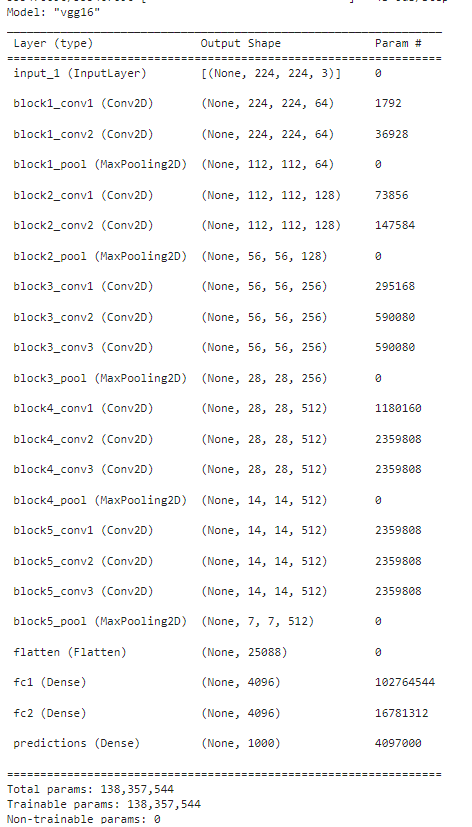 Model: "vgg16"
_________________________________________________________________
Layer (type) Output Shape Param #
=================================================================
input_1 (InputLayer) [(None, 224, 224, 3)] 0
block1_conv1 (Conv2D) (None, 224, 224, 64) 1792
block1_conv2 (Conv2D) (None, 224, 224, 64) 36928
block1_pool (MaxPooling2D) (None, 112, 112, 64) 0
block2_conv1 (Conv2D) (None, 112, 112, 128) 73856
block2_conv2 (Conv2D) (None, 112, 112, 128) 147584
block2_pool (MaxPooling2D) (None, 56, 56, 128) 0
block3_conv1 (Conv2D) (None, 56, 56, 256) 295168
block3_conv2 (Conv2D) (None, 56, 56, 256) 590080
block3_conv3 (Conv2D) (None, 56, 56, 256) 590080
block3_pool (MaxPooling2D) (None, 28, 28, 256) 0
block4_conv1 (Conv2D) (None, 28, 28, 512) 1180160
block4_conv2 (Conv2D) (None, 28, 28, 512) 2359808
block4_conv3 (Conv2D) (None, 28, 28, 512) 2359808
block4_pool (MaxPooling2D) (None, 14, 14, 512) 0
block5_conv1 (Conv2D) (None, 14, 14, 512) 2359808
block5_conv2 (Conv2D) (None, 14, 14, 512) 2359808
block5_conv3 (Conv2D) (None, 14, 14, 512) 2359808
block5_pool (MaxPooling2D) (None, 7, 7, 512) 0
flatten (Flatten) (None, 25088) 0
fc1 (Dense) (None, 4096) 102764544
fc2 (Dense) (None, 4096) 16781312
predictions (Dense) (None, 1000) 4097000
=================================================================
Total params: 138,357,544
Trainable params: 138,357,544
Non-trainable params: 0